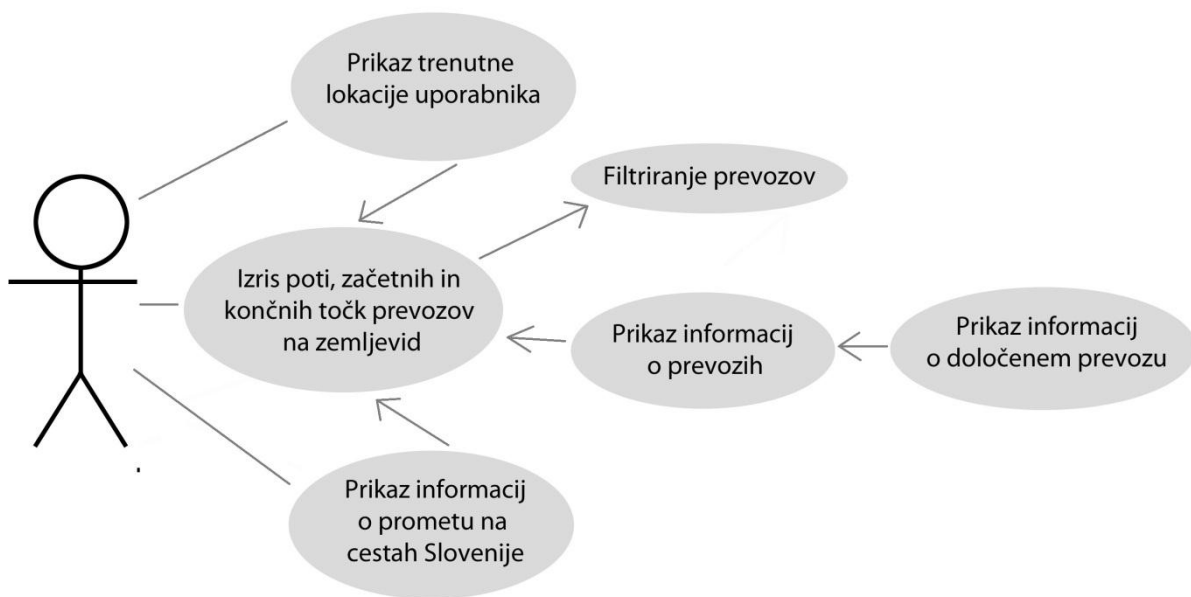 Prikaz trenutne
lokacije uporabnika
Filtriranje prevozov
Izris poti, začetnih in
končnih točk prevozov
na zemljevid
Prikaz informacij
o prevozih
Prikaz informacij
o določenem prevozu
Prikaz informacij
o prometu na
cestah Slovenije